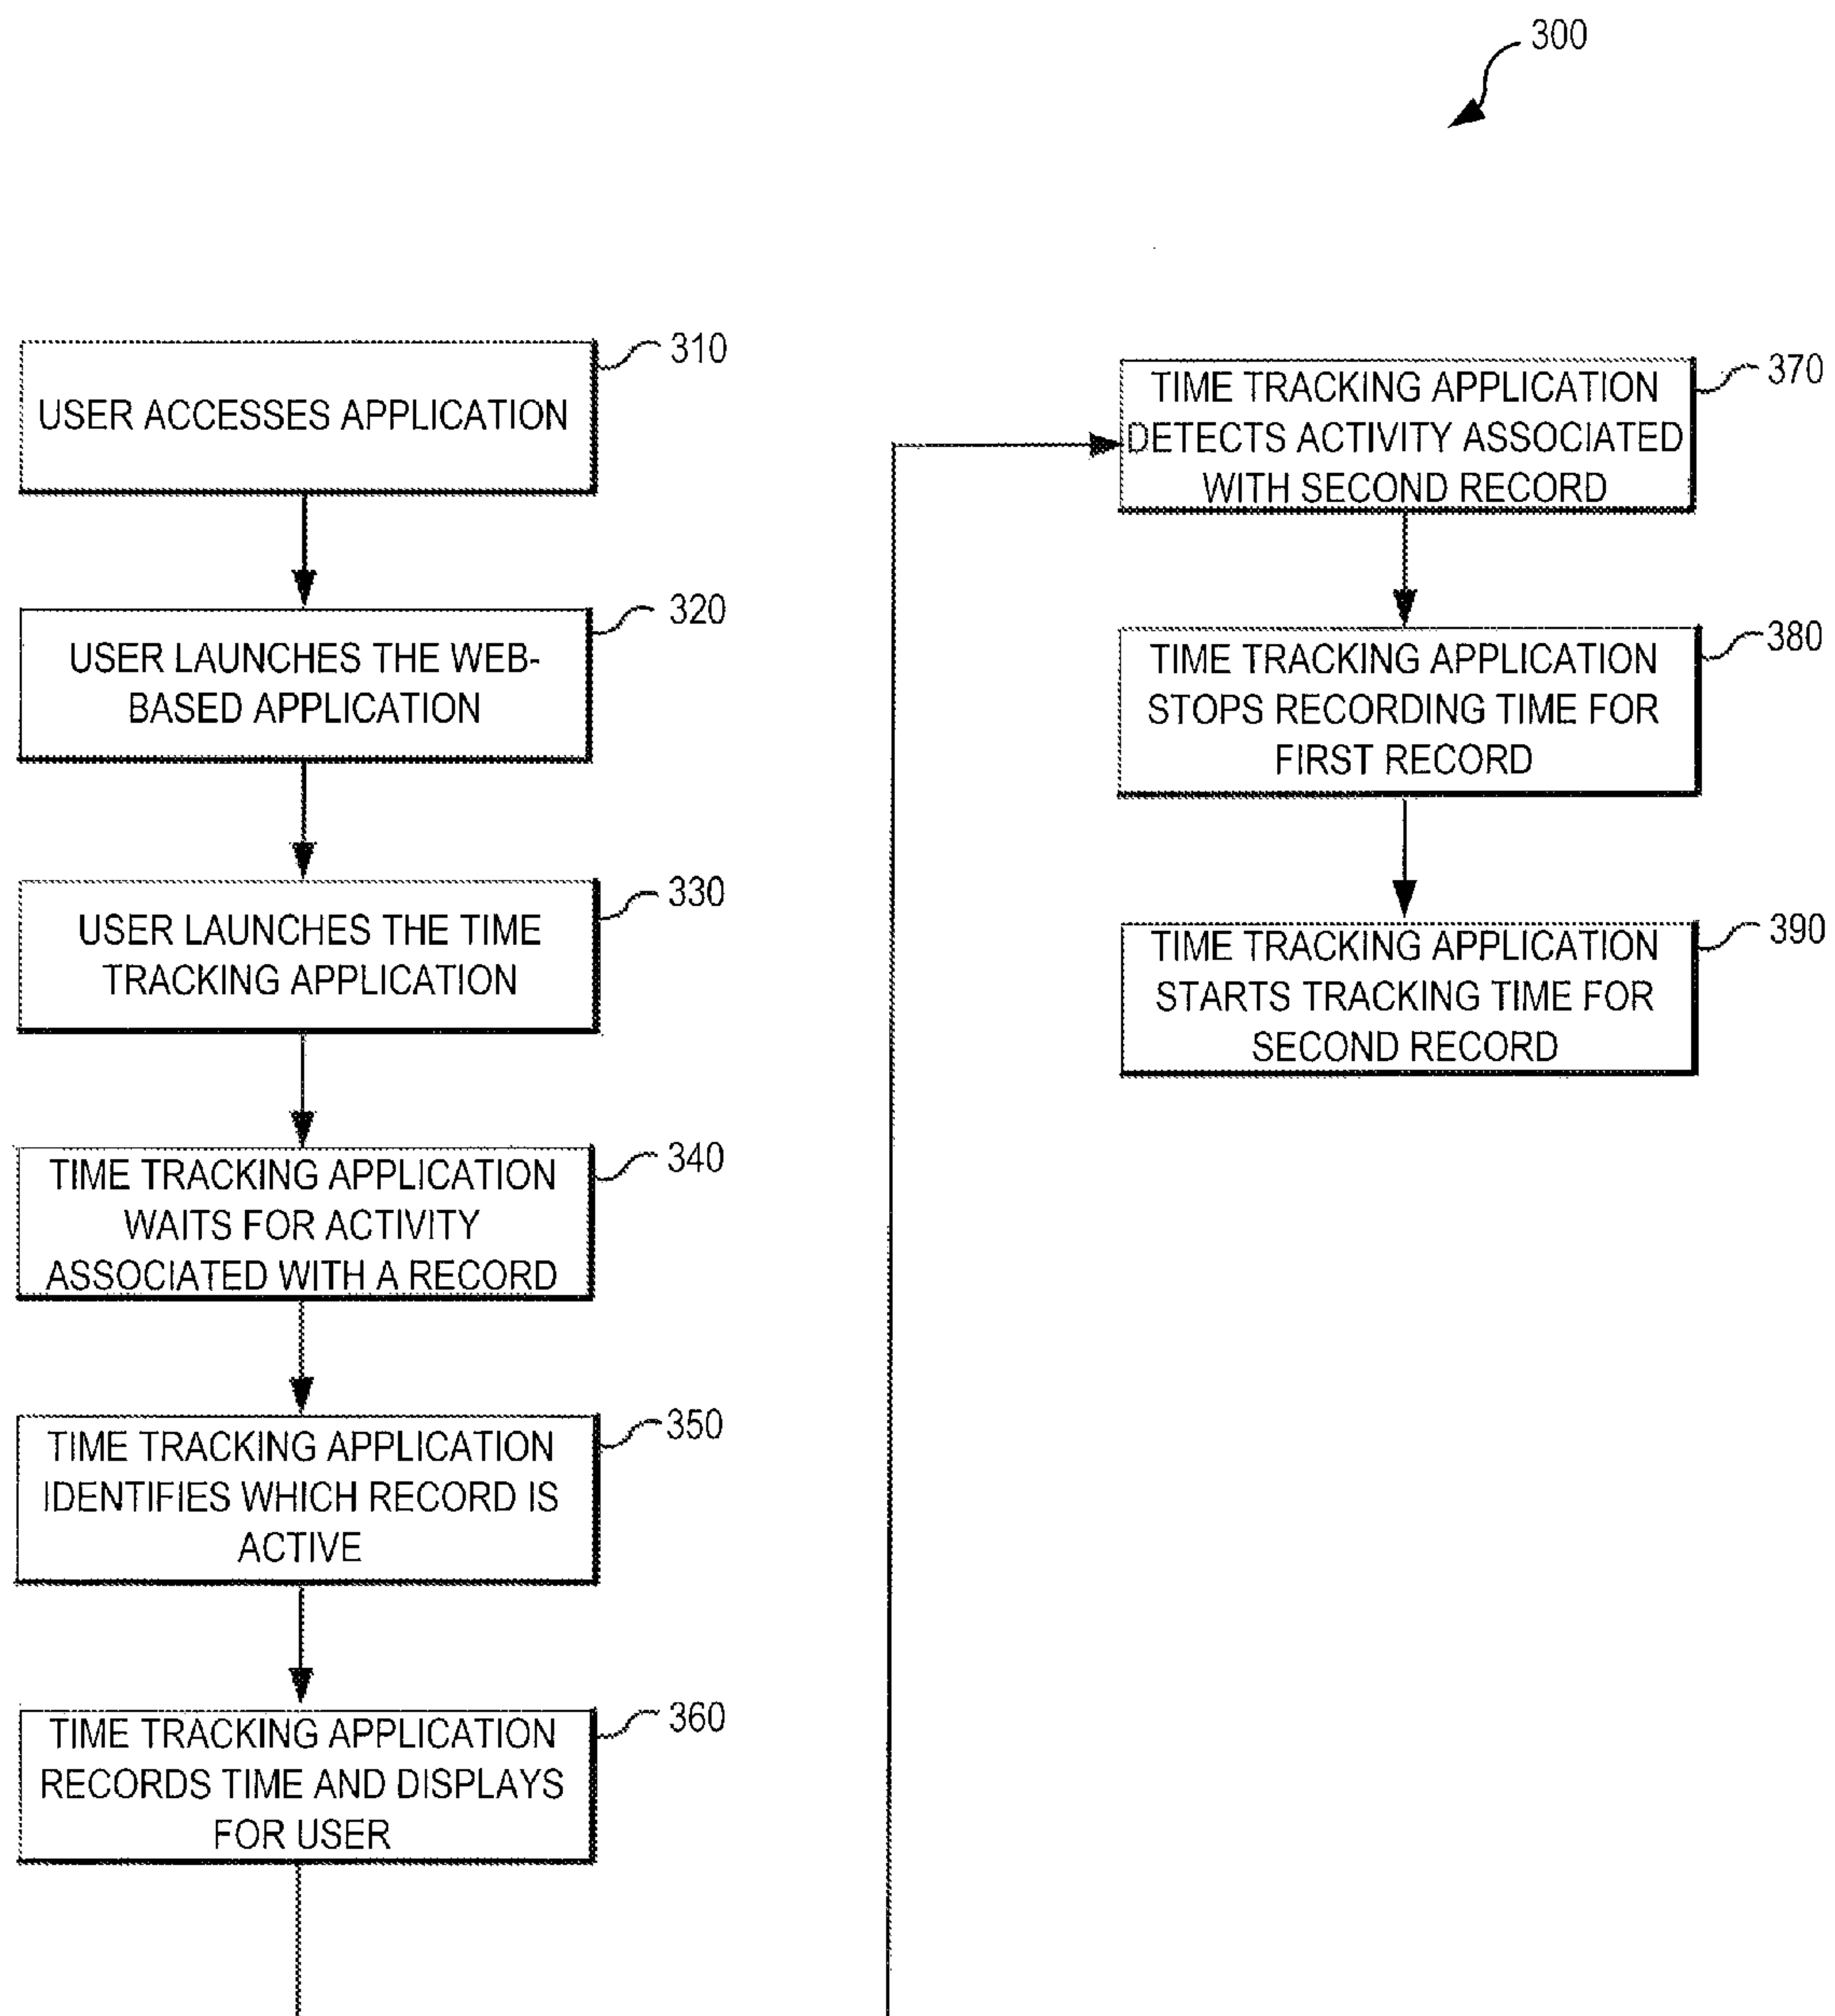 300
310
USER ACCESSES APPLICATION
320
USER LAUNCHES THE WEB-
BASED APPLICATION
330
USER LAUNCHES THE TIME
TRACKING APPLICATION
340
TIME TRACKING APPLICATION
WAITS FOR ACTIVITY
ASSOCIATED WITH A RECORD
350
TIME TRACKING APPLICATION
IDENTIFIES WHICH RECORD IS
ACTIVE
360
TIME TRACKING APPLICATION
RECORDS TIME AND DISPLAYS
FOR USER
370
TIME TRACKING APPLICATION
DETECTS ACTIVITY ASSOCIATED
WITH SECOND RECORD
380
TIME TRACKING APPLICATION
STOPS RECORDING TIME FOR
FIRST RECORD
390
TIME TRACKING APPLICATION
STARTS TRACKING TIME FOR
SECOND RECORD